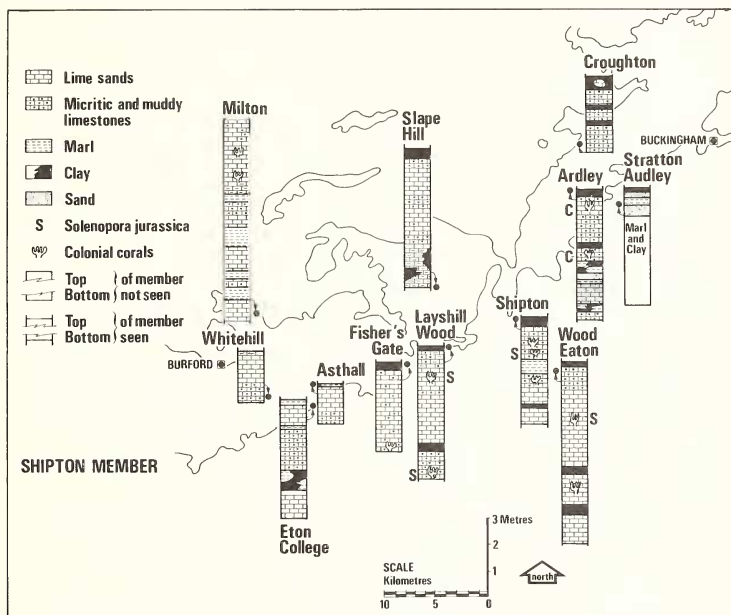 Lime sands
Micritic and muddy
limestones
Marl
Clay
Sand
S Solenopora jurassica
Colonial corals
Top } of member
Bottom } not seen
Top } of member
Bottom } seen
Milton
Slape
Hill
Croughton
BUCKINGHAM
Stratton
Audley
Ardley
C
C
Marl
and
Clay
Whitehill
BURFORD
Asthall
Fisher's
Gate
Layshill
Wood
S
S
Shipton
S
Wood
Eaton
S
SHIPTON MEMBER
Eton
College
3 Metres
2
1
SCALE
Kilometres
10 5 0
north